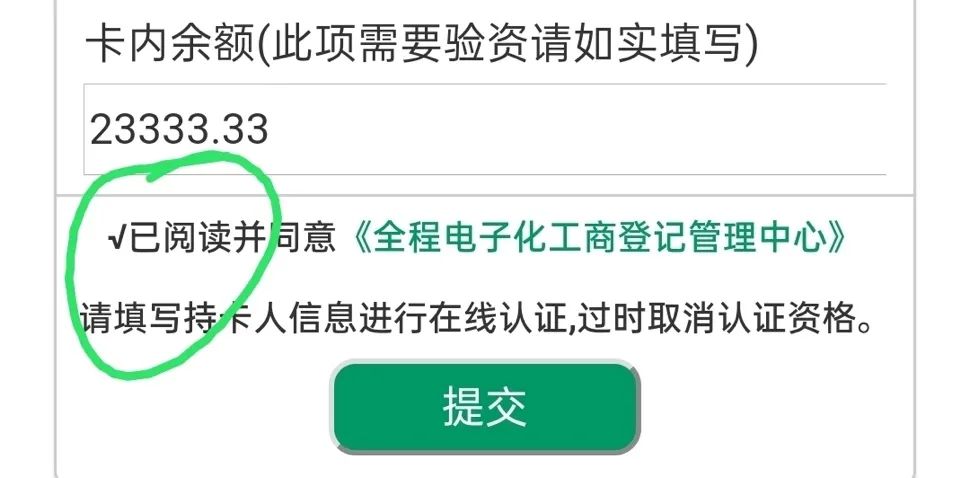 卡内余额(此项需要验资请如实填写)
23333.33
√已阅读并同意《全程电子化工商登记管理中心》
请填写持卡人信息进行在线认证,过时取消认证资格。
提交